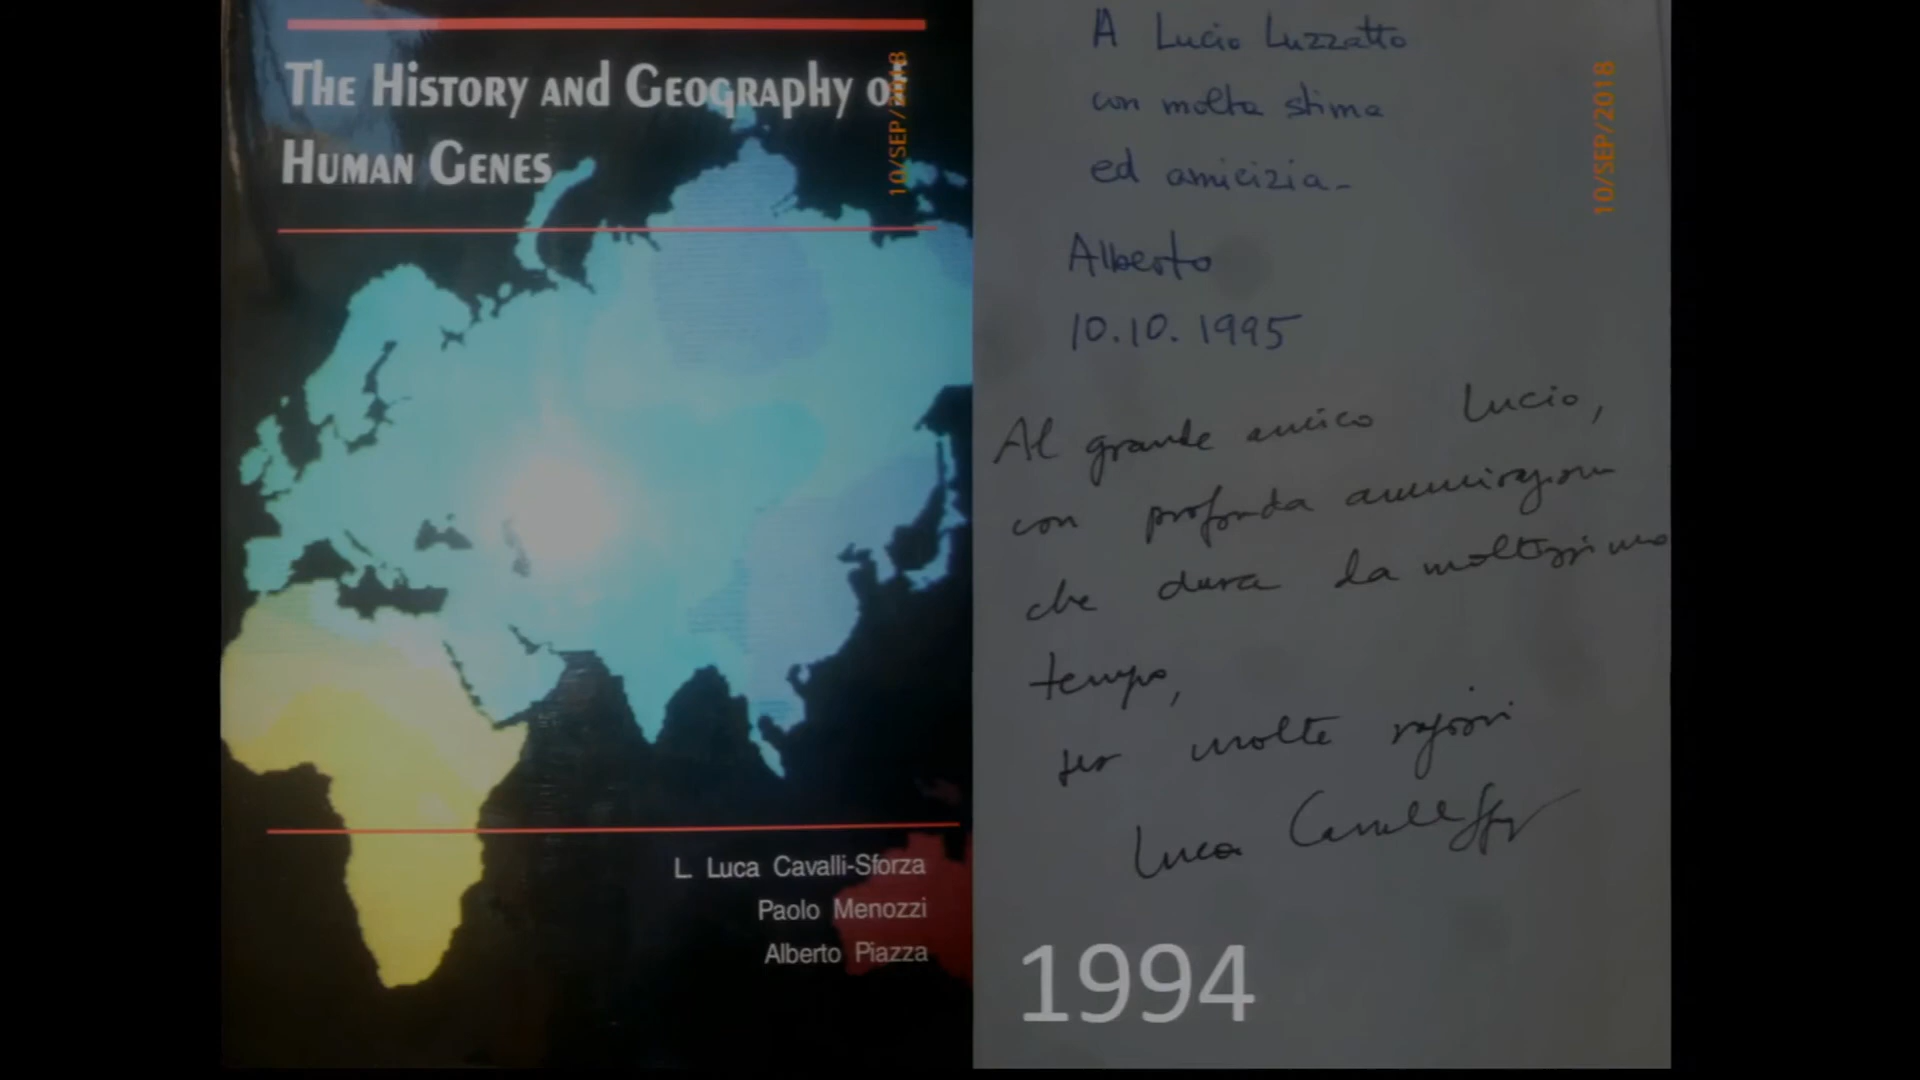 The History and Geography of
Human Genes
10/SEP/2018
L. Luca Cavalli-Sforza
Paolo Menozzi
Alberto Piazza
A Lucio Luzzatto
con molta stima
ed amicizia-
Alberto
10.10.1995
Al grande amico Lucio,
con profonda ammirazione
che dura da moltissimo
tempo,
per molte ragioni
Luca Cavalli Sforza
1994
10/SEP/2018